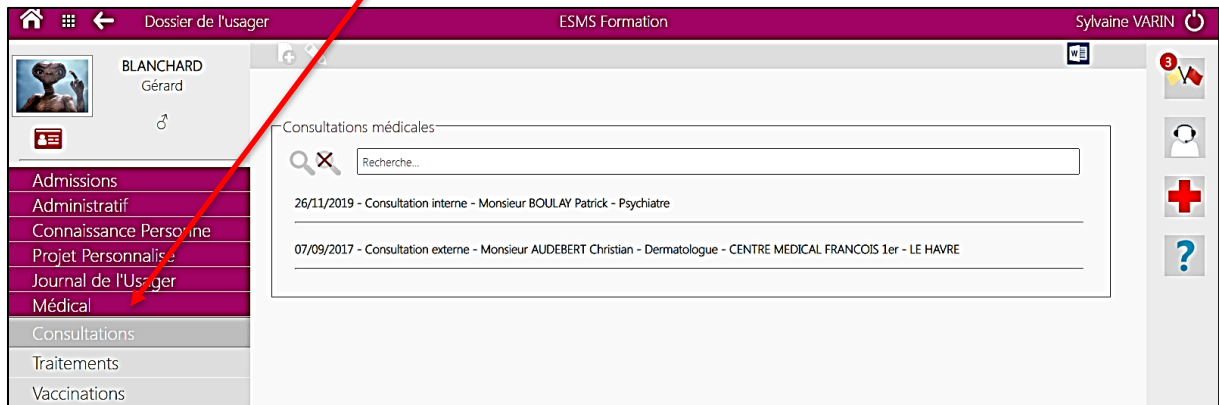 Dossier de l'usager ESMS Formation Sylvaine VARIN
BLANCHARD
Gérard
3
Admissions
Administratif
Connaissance Personne
Projet Personnalisé
Journal de l'Usager
Médical
Consultations
Traitements
Vaccinations
W
Consultations médicales
Recherche...
26/11/2019 - Consultation interne - Monsieur BOULAY Patrick - Psychiatre
07/09/2017 - Consultation externe - Monsieur AUDEBERT Christian - Dermatologue - CENTRE MEDICAL FRANCOIS 1er - LE HAVRE
?